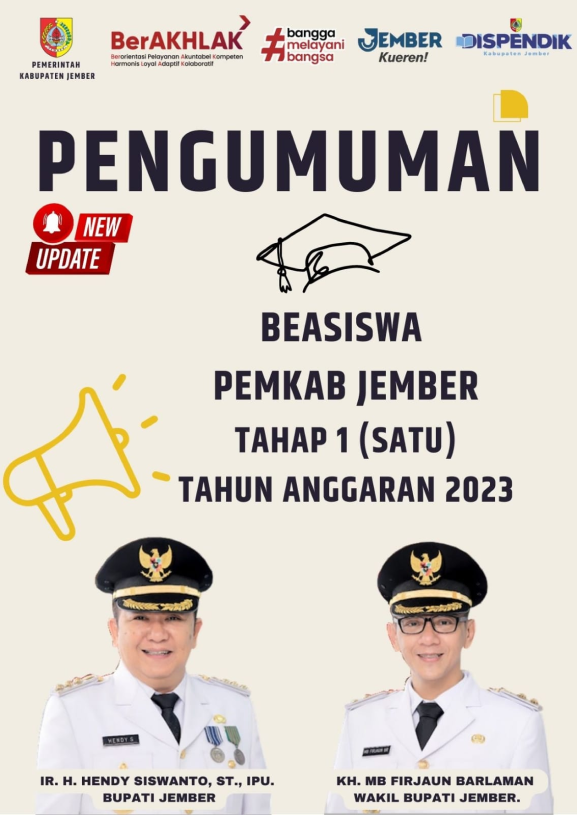 PEMERINTAH
KABUPATEN JEMBER
BerAKHLAK
Berorientasi Pelayanan Akuntabel Kompeten
Harmonis Loyal Adaptif Kolaboratif
#bangga
melayani
bangsa
JEMBER
Kueren!
DISPENDIK
Kabupaten Jember
PENGUMUMAN
NEW
UPDATE
BEASISWA
PEMKAB JEMBER
TAHAP 1 (SATU)
TAHUN ANGGARAN 2023
HENDY S
IR. H. HENDY SISWANTO, ST., IPU.
BUPATI JEMBER
KH. MB FIRJAUN BARLAMAN
WAKIL BUPATI JEMBER.